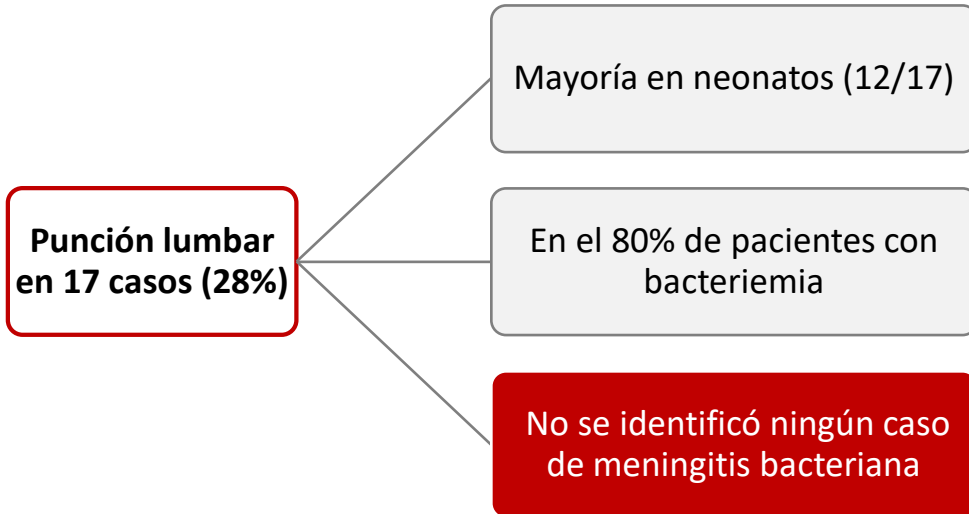 Mayoría en neonatos (12/17)
Punción lumbar
en 17 casos (28%)
En el 80% de pacientes con
bacteriemia
No se identificó ningún caso
de meningitis bacteriana